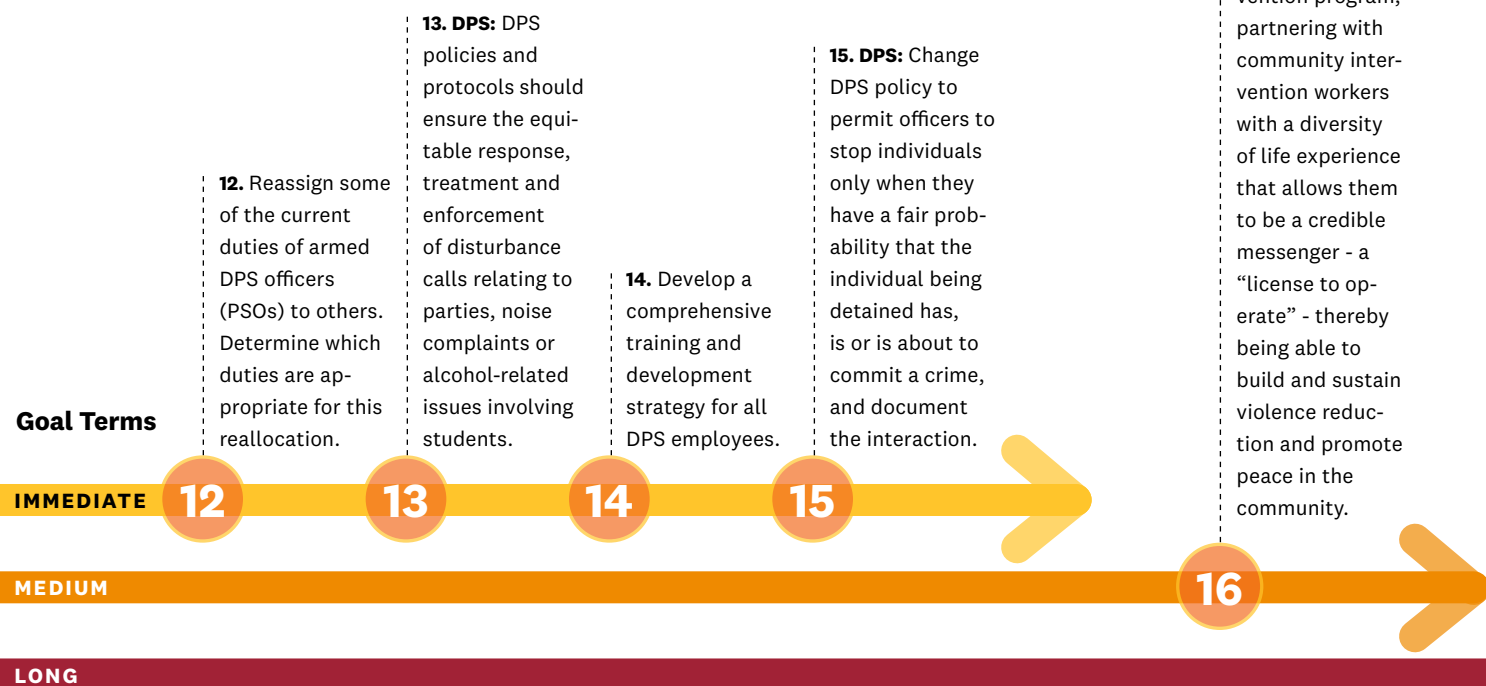 13. DPS: DPS
policies and
protocols should
ensure the equi-
table response,
treatment and
enforcement
of disturbance
calls relating to
parties, noise
complaints or
alcohol-related
issues involving
students.
15. DPS: Change
DPS policy to
permit officers to
stop individuals
only when they
have a fair prob-
ability that the
individual being
detained has,
is or is about to
commit a crime,
and document
the interaction.
vention program,
partnering with
community inter-
vention workers
with a diversity
of life experience
that allows them
to be a credible
messenger - a
“license to op-
erate” - thereby
being able to
build and sustain
violence reduc-
tion and promote
peace in the
community.
12. Reassign some
of the current
duties of armed
DPS officers
(PSOs) to others.
Determine which
duties are ap-
propriate for this
reallocation.
14. Develop a
comprehensive
training and
development
strategy for all
DPS employees.
Goal Terms
IMMEDIATE
12
13
14
15
MEDIUM
16
LONG